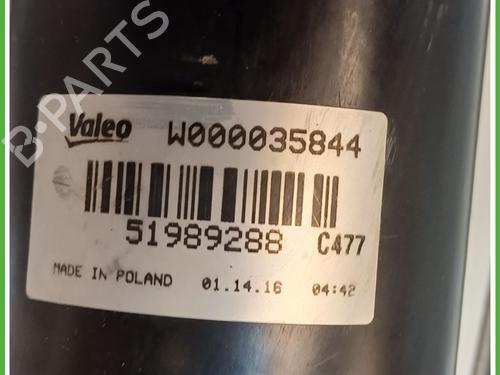 Valeo W000035844
51989288 C477
MADE IN POLAND 01.14.16 04:42
B-PARTS